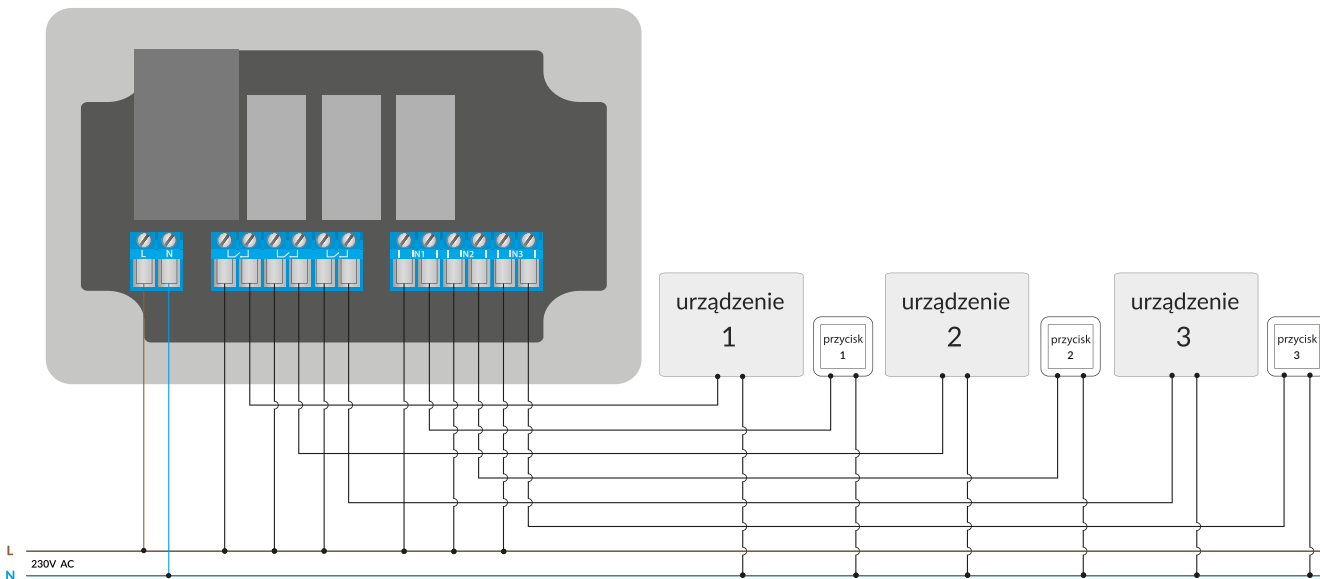 L N
IN1 IN2 IN3
urządzenie
1
przycisk
1
urządzenie
2
przycisk
2
urządzenie
3
przycisk
3
L
230V AC
N